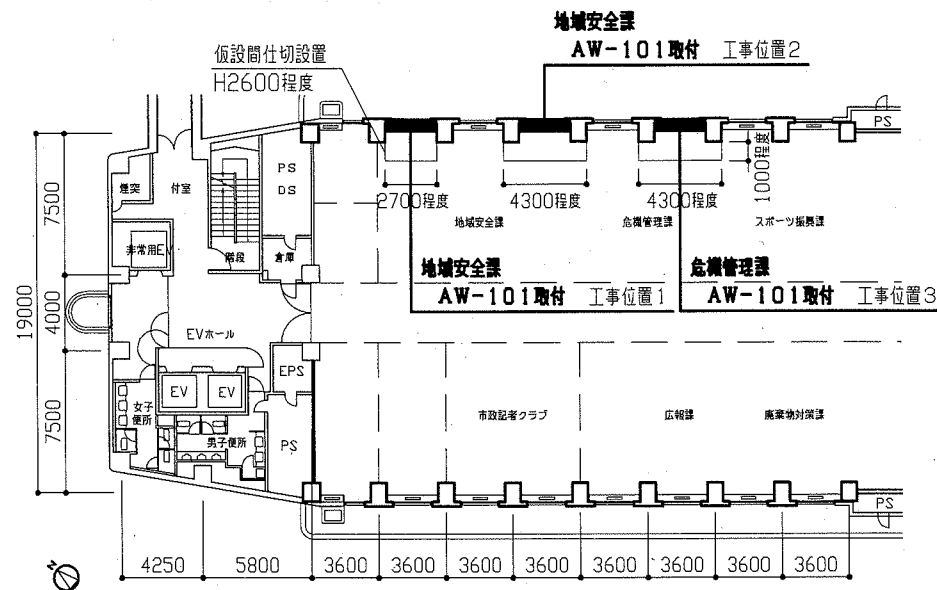 地域安全課
AW-101取付 工事位置2
仮設間仕切設置
H2600程度
PS
PS
DS
煙突
付室
7500
2700程度
4300程度
4300程度
1000程度
地域安全課
危機管理課
スポーツ振興課
非常用EV
階段
倉庫
地域安全課
AW-101取付 工事位置1
危機管理課
AW-101取付 工事位置3
19000
4000
EVホール
EPS
EV
EV
女子
便所
市政記者クラブ
広報課
廃棄物対策課
7500
男子便所
PS
PS
4250
5800
3600
3600
3600
3600
3600
3600
3600
3600
N